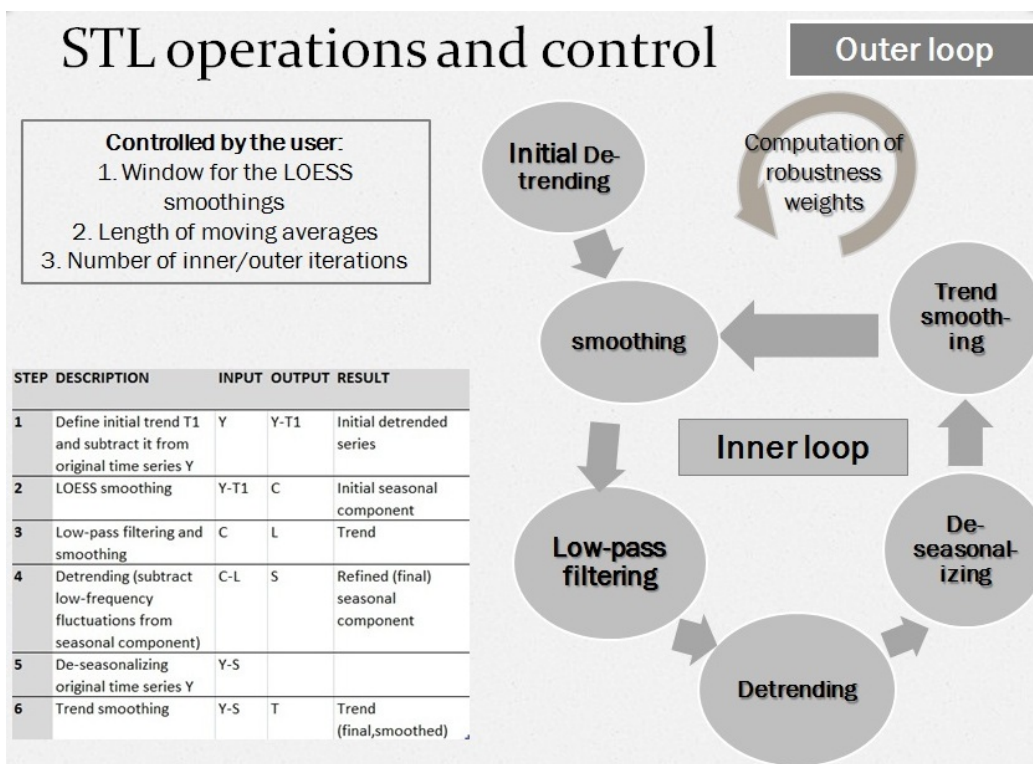 STL operations and control
Outer loop
Controlled by the user:
1. Window for the LOESS
smoothings
2. Length of moving averages
3. Number of inner/outer iterations
Initial De-
trending
Computation of
robustness
weights
smoothing
Trend
smooth-
ing
Inner loop
Low-pass
filtering
De-
seasonal-
izing
Detrending
STEP DESCRIPTION INPUT OUTPUT RESULT
1 Define initial trend T1 Y Y-T1 Initial detrended
and subtract it from series
original time series Y
2 LOESS smoothing Y-T1 C Initial seasonal
component
3 Low-pass filtering and C L Trend
smoothing
4 Detrending (subtract C-L S Refined (final)
low-frequency seasonal
fluctuations from component
seasonal component)
5 De-seasonalizing Y-S
original time series Y
6 Trend smoothing Y-S T Trend
(final,smoothed)